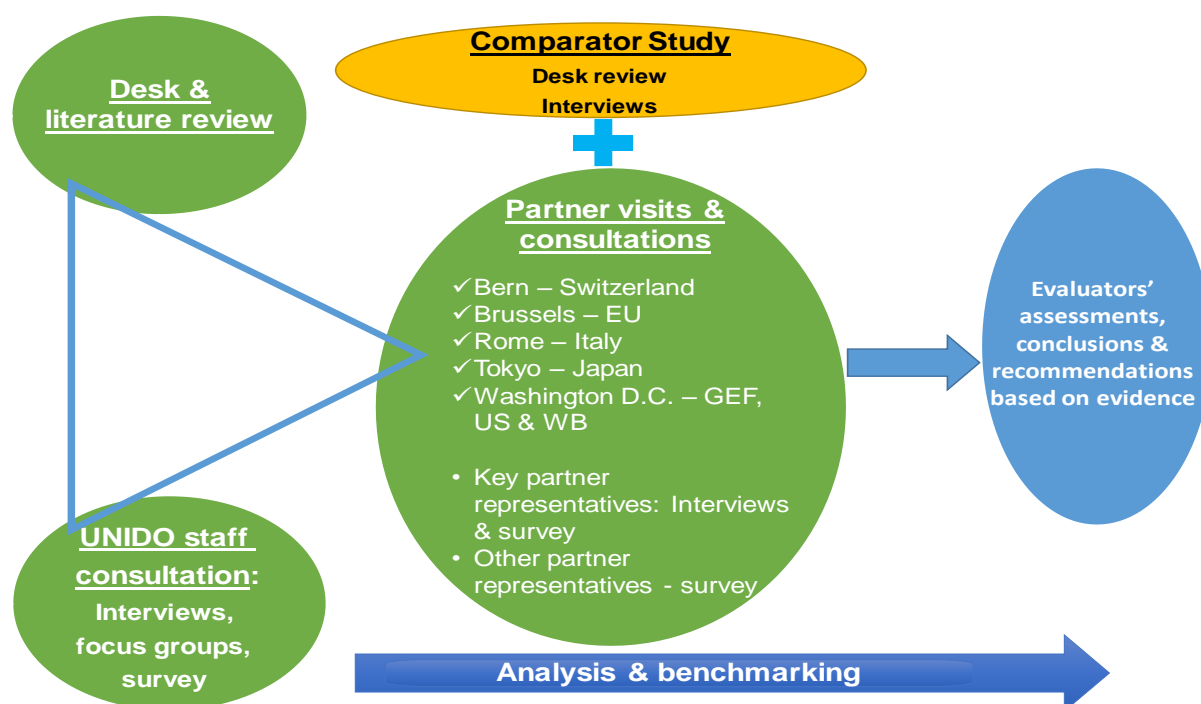 Desk &
literature review
Comparator Study
Desk review
Interviews
Partner visits &
consultations
✓Bern – Switzerland
✓Brussels – EU
✓Rome – Italy
✓Tokyo – Japan
✓Washington D.C. – GEF,
US & WB
• Key partner
representatives: Interviews
& survey
• Other partner
representatives - survey
UNIDO staff
consultation:
Interviews,
focus groups,
survey
Evaluators’
assessments,
conclusions &
recommendations
based on evidence
Analysis & benchmarking